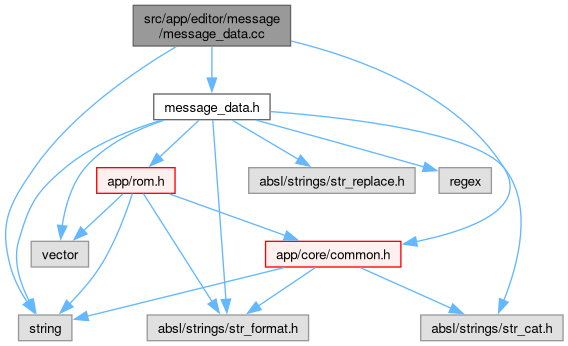 src/app/editor/message
/message_data.cc
message_data.h
app/rom.h
absl/strings/str_replace.h
regex
vector
app/core/common.h
string
absl/strings/str_format.h
absl/strings/str_cat.h